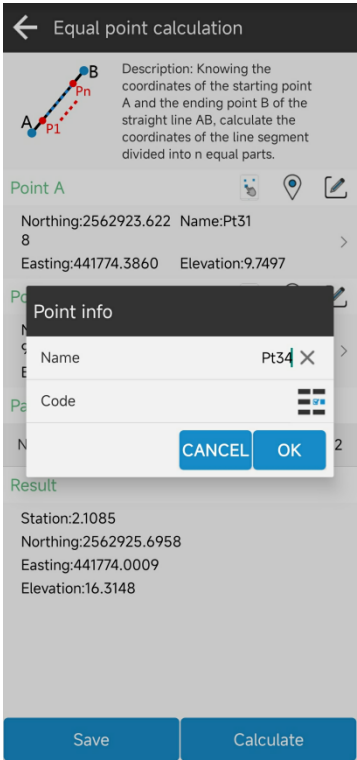 Equal point calculation
B
Pn
A
P1
Description: Knowing the
coordinates of the starting point
A and the ending point B of the
straight line AB, calculate the
coordinates of the line segment
divided into n equal parts.
Point A
Northing:2562923.622 Name:Pt31
8
Easting:441774.3860 Elevation:9.7497
Po
Point info
Name Pt34
Code
CANCEL OK
Pa
N 2
Result
Station:2.1085
Northing:2562925.6958
Easting:441774.0009
Elevation:16.3148
Save Calculate